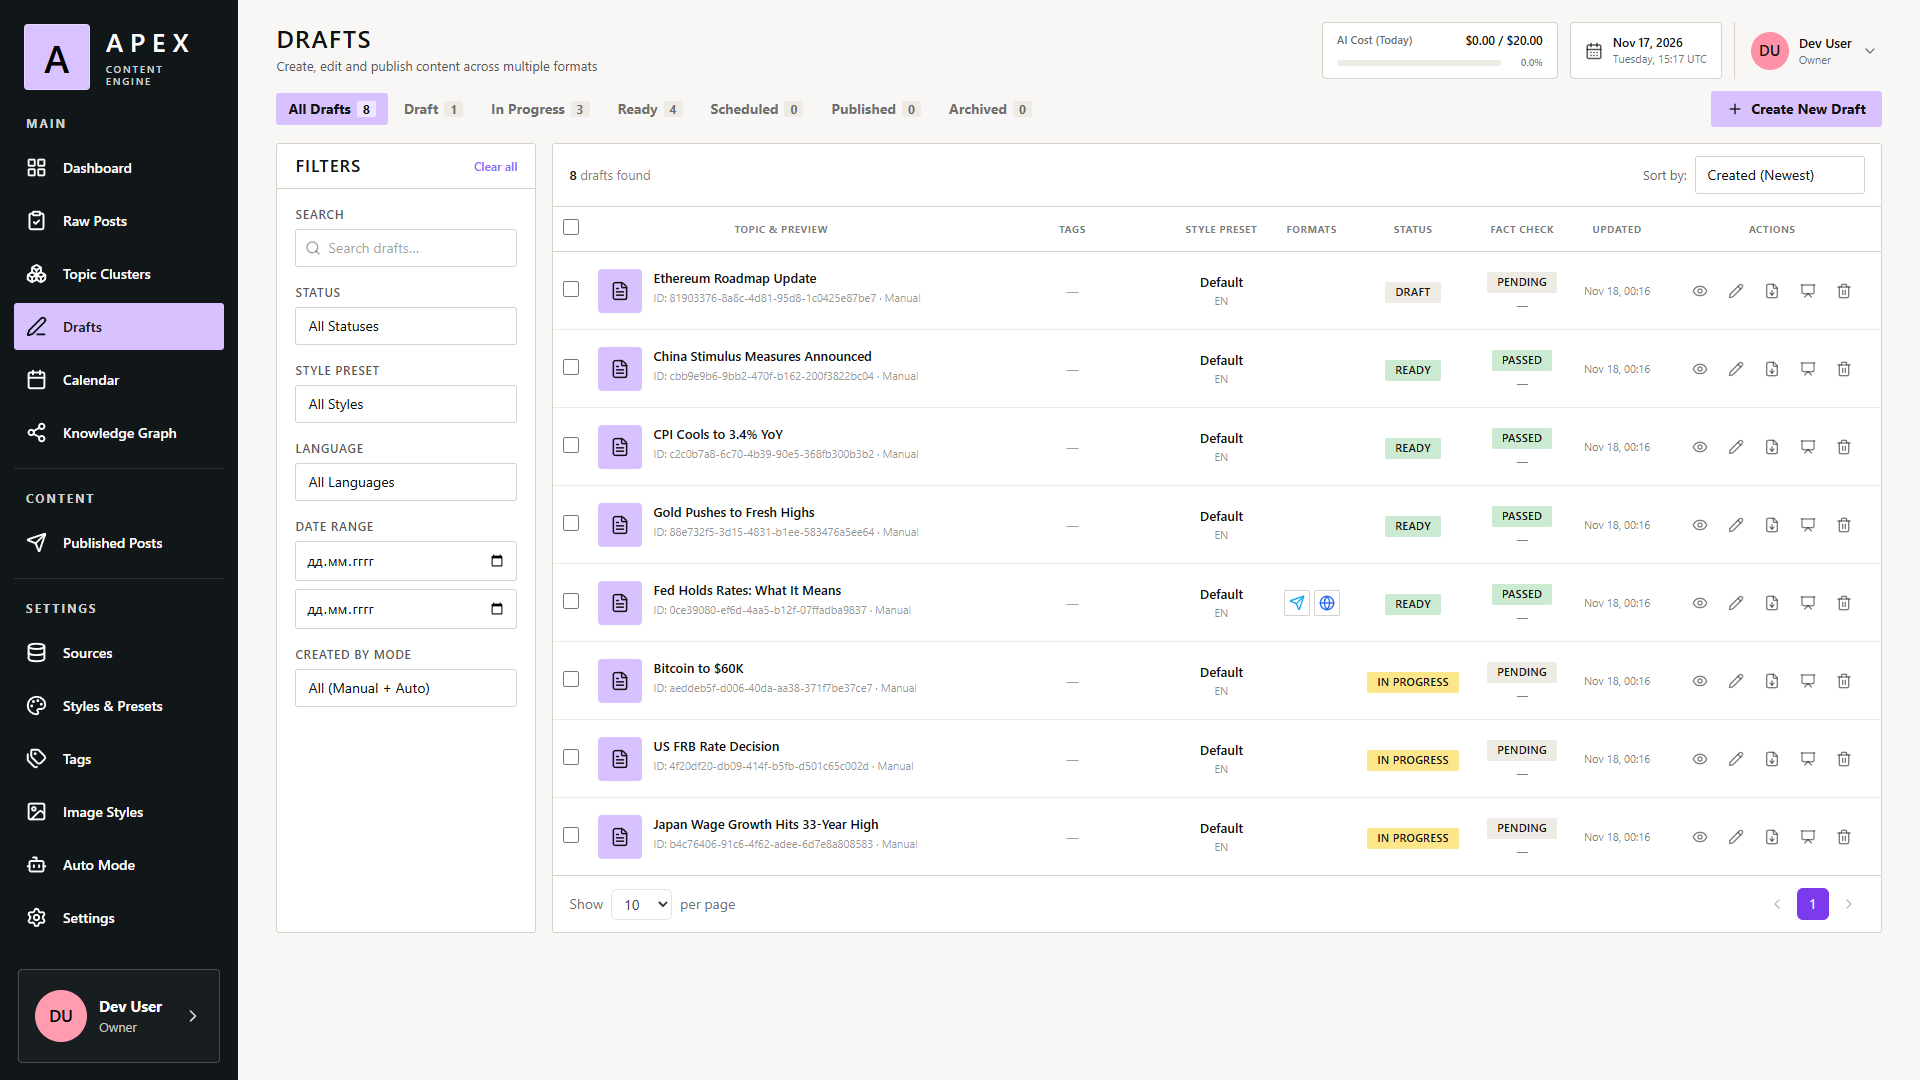 A
APEX
CONTENT
ENGINE
MAIN
Dashboard
Raw Posts
Topic Clusters
Drafts
Calendar
Knowledge Graph
CONTENT
Published Posts
SETTINGS
Sources
Styles & Presets
Tags
Image Styles
Auto Mode
Settings
DU
Dev User
Owner
DRAFTS
Create, edit and publish content across multiple formats
AI Cost (Today) $0.00 / $20.00
0.0%
Nov 17, 2026
Tuesday, 15:17 UTC
DU
Dev User
Owner
All Drafts 8 Draft 1 In Progress 3 Ready 4 Scheduled 0 Published 0 Archived 0
+ Create New Draft
FILTERS Clear all
SEARCH
Search drafts...
STATUS
All Statuses
STYLE PRESET
All Styles
LANGUAGE
All Languages
DATE RANGE
дд.мм.гггг
дд.мм.гггг
CREATED BY MODE
All (Manual + Auto)
8 drafts found
Sort by: Created (Newest)
TOPIC & PREVIEW TAGS STYLE PRESET FORMATS STATUS FACT CHECK UPDATED ACTIONS
Ethereum Roadmap Update
ID: 81903376-8a8c-4d81-95d8-1c0425e87be7 · Manual
— Default EN DRAFT PENDING — Nov 18, 00:16
China Stimulus Measures Announced
ID: cbb9e9b6-9bb2-470f-b162-200f3822bc04 · Manual
— Default EN READY PASSED — Nov 18, 00:16
CPI Cools to 3.4% YoY
ID: c2c0b7a8-6c70-4b39-90e5-368fb300b3b2 · Manual
— Default EN READY PASSED — Nov 18, 00:16
Gold Pushes to Fresh Highs
ID: 88e732f5-3d15-4831-b1ee-583476a5ee64 · Manual
— Default EN READY PASSED — Nov 18, 00:16
Fed Holds Rates: What It Means
ID: 0ce39080-ef6d-4aa5-b12f-07ffadba9837 · Manual
— Default EN READY PASSED — Nov 18, 00:16
Bitcoin to $60K
ID: aeddeb5f-d006-40da-aa38-371f7be37ce7 · Manual
— Default EN IN PROGRESS PENDING — Nov 18, 00:16
US FRB Rate Decision
ID: 4f20df20-db09-414f-b5fb-d501c65c002d · Manual
— Default EN IN PROGRESS PENDING — Nov 18, 00:16
Japan Wage Growth Hits 33-Year High
ID: b4c76406-91c6-4f62-adee-6d7e8a808583 · Manual
— Default EN IN PROGRESS PENDING — Nov 18, 00:16
Show 10 per page
1